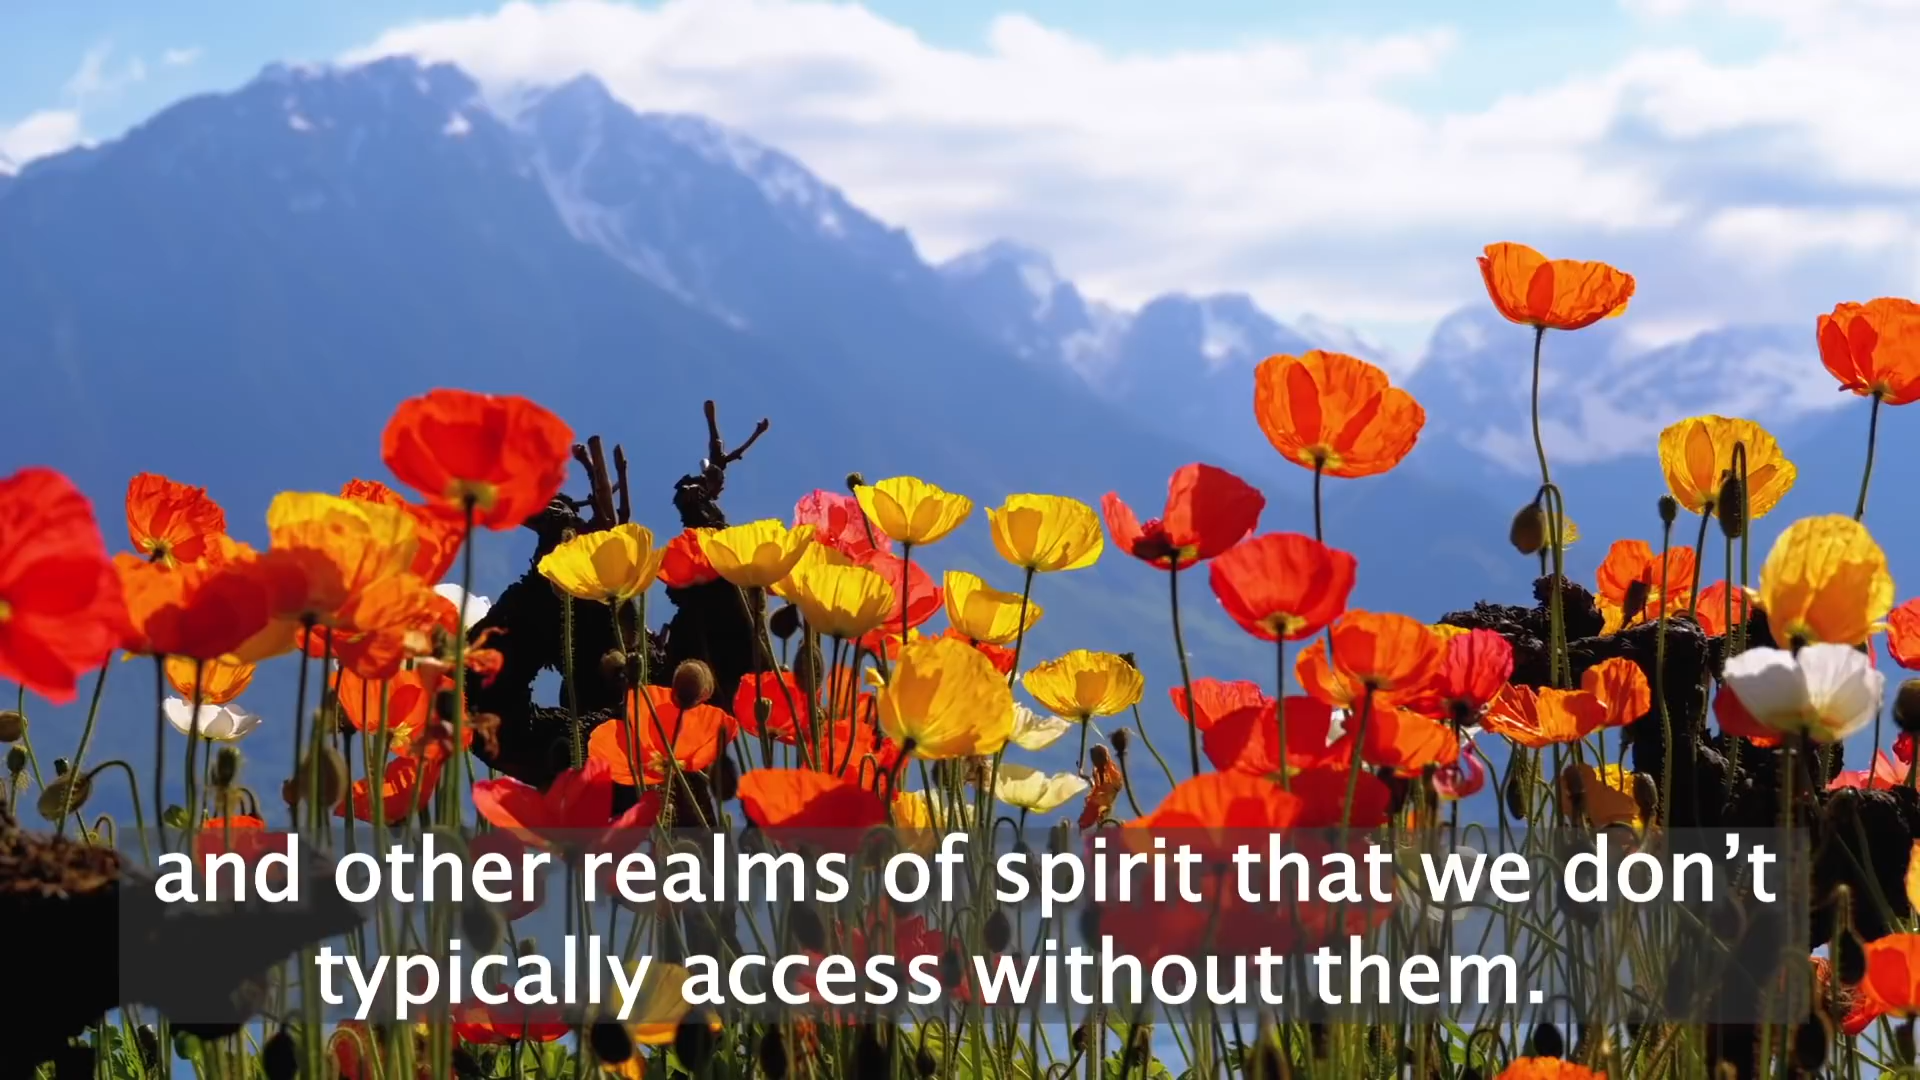 and other realms of spirit that we don’t
typically access without them.